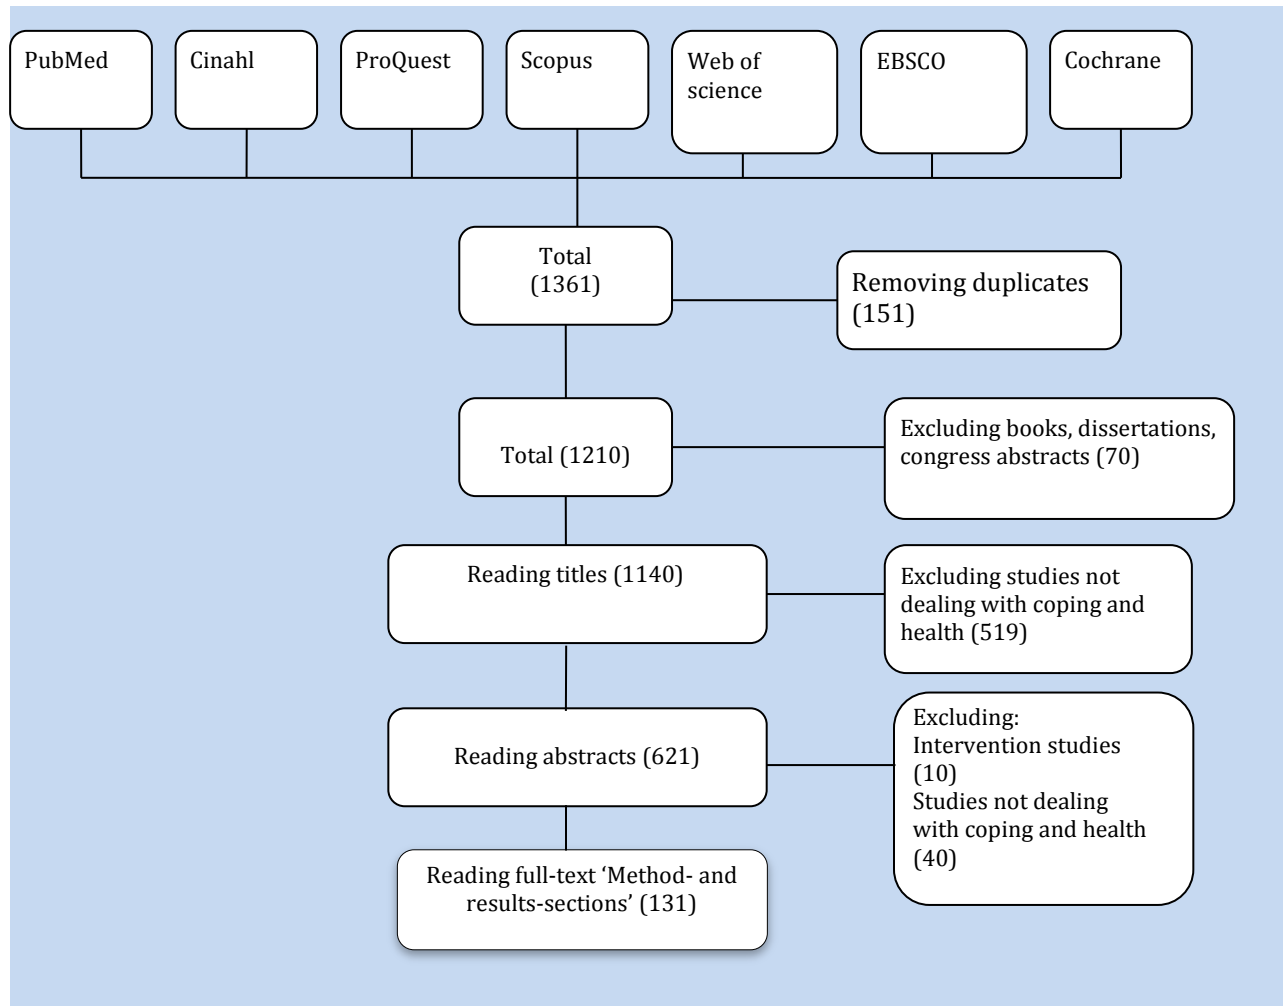 PubMed
Cinahl
ProQuest
Scopus
Web of
science
EBSCO
Cochrane
Total
(1361)
Removing duplicates
(151)
Total (1210)
Excluding books, dissertations,
congress abstracts (70)
Reading titles (1140)
Excluding studies not
dealing with coping and
health (519)
Reading abstracts (621)
Excluding:
Intervention studies
(10)
Studies not dealing
with coping and health
(40)
Reading full-text ‘Method- and
results-sections’ (131)